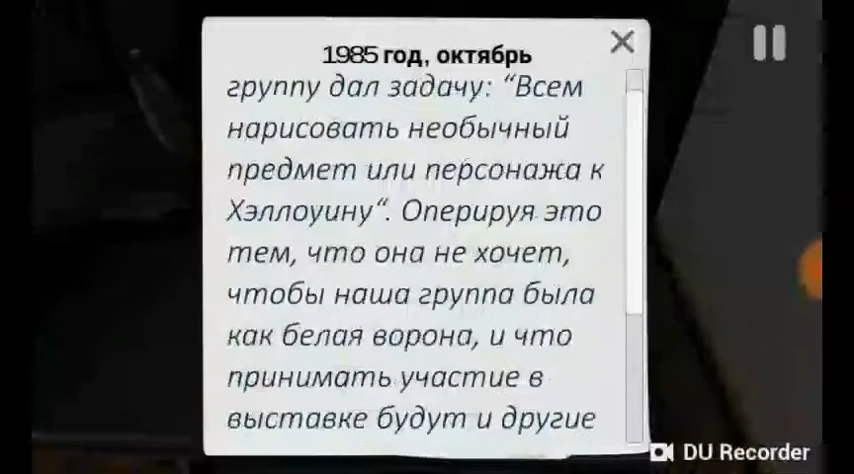 1985 год, октябрь
группу дал задачу: “Всем
нарисовать необычный
предмет или персонажа к
Хэллоуину“. Оперируя это
тем, что она не хочет,
чтобы наша группа была
как белая ворона, и что
принимать участие в
выставке будут и другие
DU Recorder